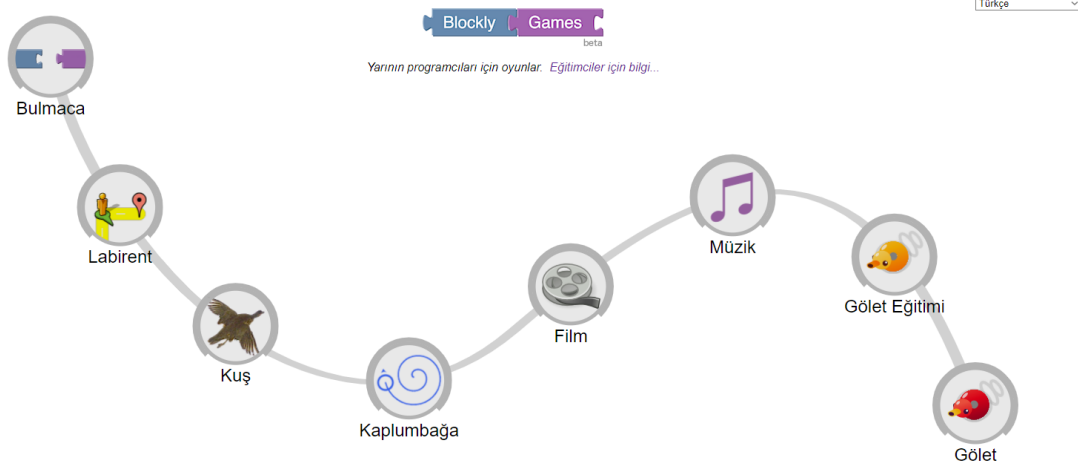 Türkçe
Blockly Games
beta
Yarının programcıları için oyunlar. Eğitimciler için bilgi...
Bulmaca
Labirent
Kuş
Kaplumbağa
Film
Müzik
Gölet Eğitimi
Gölet